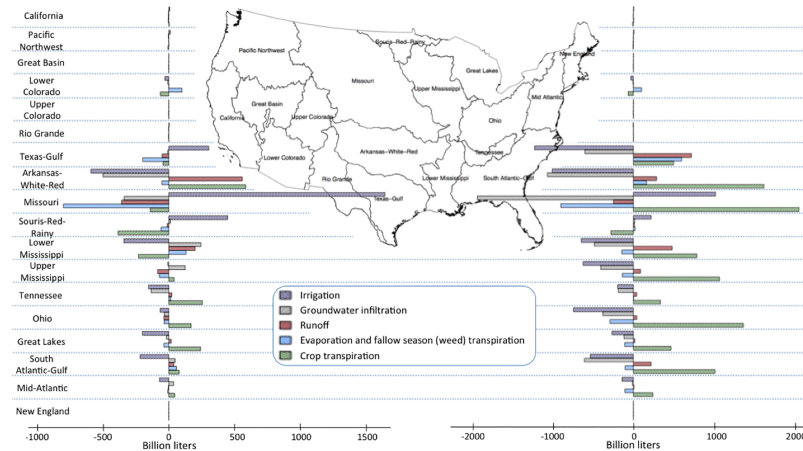 California
Pacific
Northwest
Great Basin
Lower
Colorado
Upper
Colorado
Rio Grande
Texas-Gulf
Arkansas-
White-Red
Missouri
Souris-Red-
Rainy
Lower
Mississippi
Upper
Mississippi
Tennessee
Ohio
Great Lakes
South
Atlantic-Gulf
Mid-Atlantic
New England
Pacific Northwest
Souris-Red-Rainy
New England
Missouri
Great Lakes
Upper Mississippi
Mid Atlantic
Great Basin
California
Upper Colorado
Ohio
Lower Colorado
Arkansas-White-Red
Tennessee
Rio Grande
Lower Mississippi
South Atlantic-Gulf
Texas-Gulf
Irrigation
Groundwater infiltration
Runoff
Evaporation and fallow season (weed) transpiration
Crop transpiration
-1000 -500 0 500 1000 1500
Billion liters
-2000 -1000 0 1000 2000
Billion liters